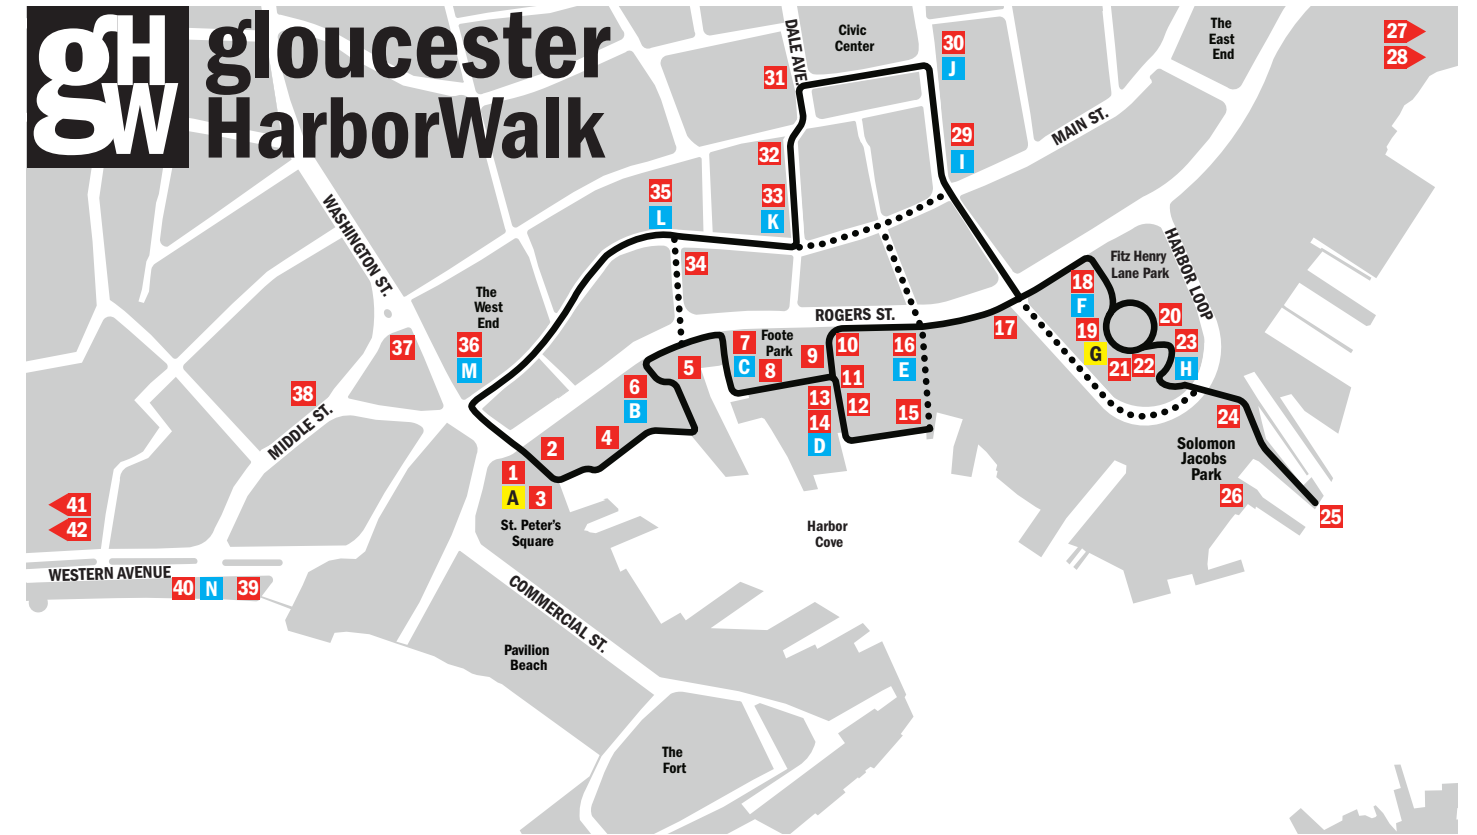 gHW
gloucester
HarborWalk
DALE AVE.
Civic
Center
The
East
End
27
28
30
J
31
29
I
MAIN ST.
32
33
K
35
L
34
WASHINGTON ST.
HARBOR LOOP
Fitz Henry
Lane Park
The
West
End
36
M
37
38
MIDDLE ST.
ROGERS ST.
17
18
F
19
G
20
21
22
23
H
7
C
Foote
Park
8
9
10
11
12
13
14
D
16
E
15
5
6
B
4
2
1
A
3
St. Peter's
Square
24
Solomon
Jacobs
Park
26
25
Harbor
Cove
41
42
WESTERN AVENUE
40
N
39
COMMERCIAL ST.
Pavilion
Beach
The
Fort